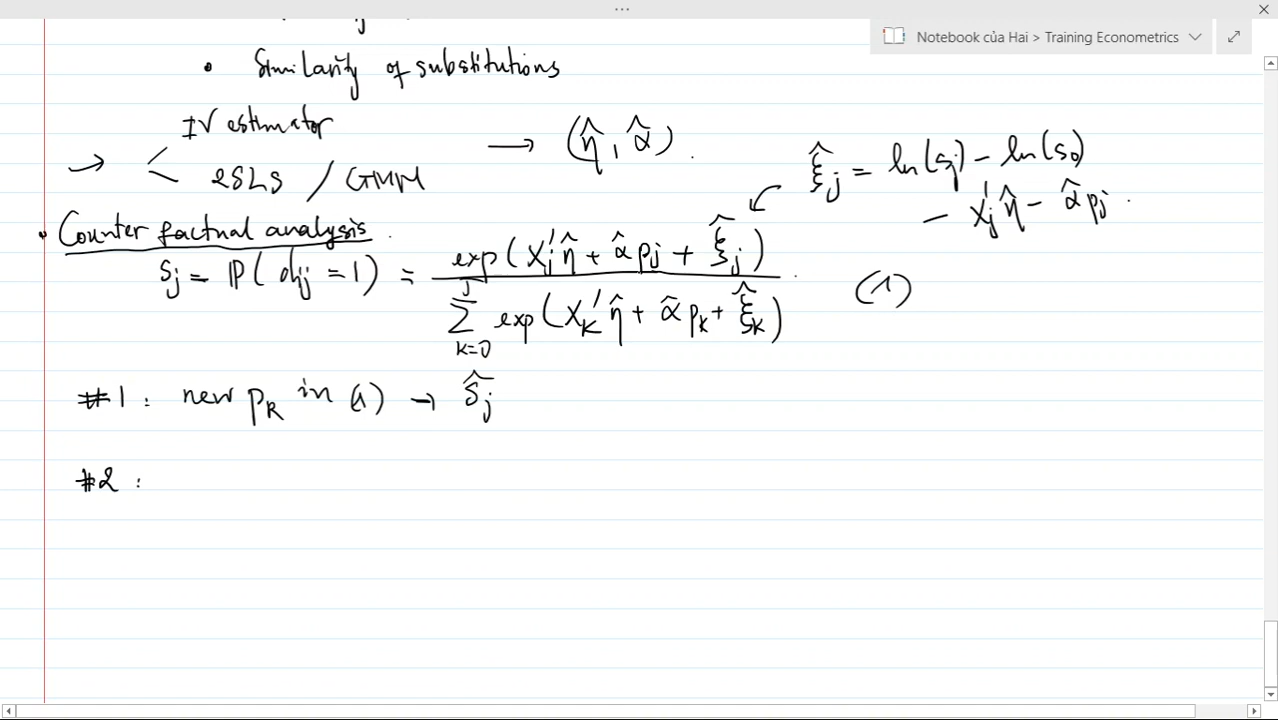 Notebook của Hai > Training Econometrics
• Similarity of substitutions
IV estimator
→ 2SLS / GMM → (η̂, α̂).
ξ̂j = ln(sj) − ln(s0)
− Xj'η̂ − α̂pj.
• Counter factual analysis.
sj = ℙ(dij = 1) = exp(Xj'η̂ + α̂pj + ξ̂j) / ∑_{k=0}^{J} exp(Xk'η̂ + α̂pk + ξ̂k). (1)
#1: new pk in (1) → ŝj
#2: